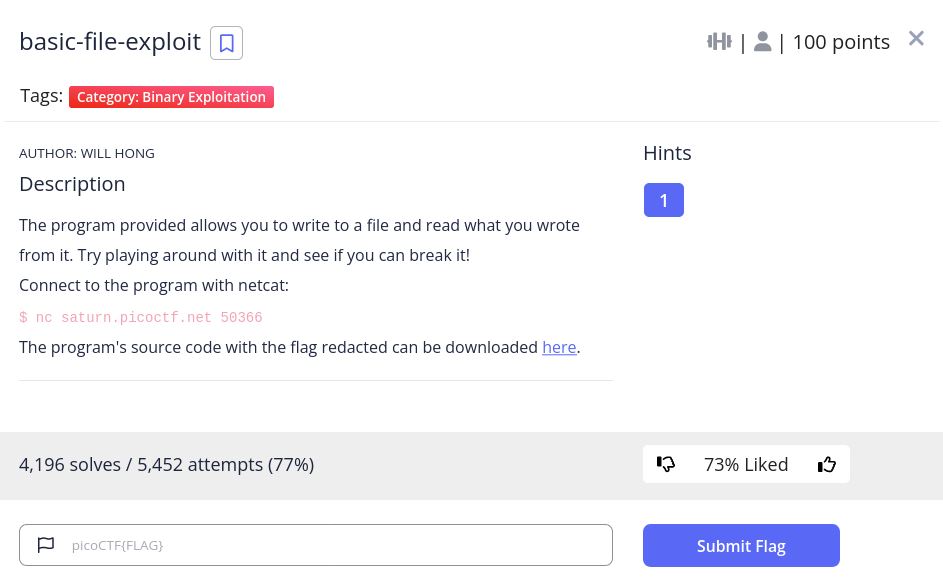 basic-file-exploit
| | 100 points
Tags: Category: Binary Exploitation
AUTHOR: WILL HONG
Description
The program provided allows you to write to a file and read what you wrote
from it. Try playing around with it and see if you can break it!
Connect to the program with netcat:
$ nc saturn.picoctf.net 50366
The program's source code with the flag redacted can be downloaded here.
Hints
1
4,196 solves / 5,452 attempts (77%)
73% Liked
picoCTF{FLAG}
Submit Flag